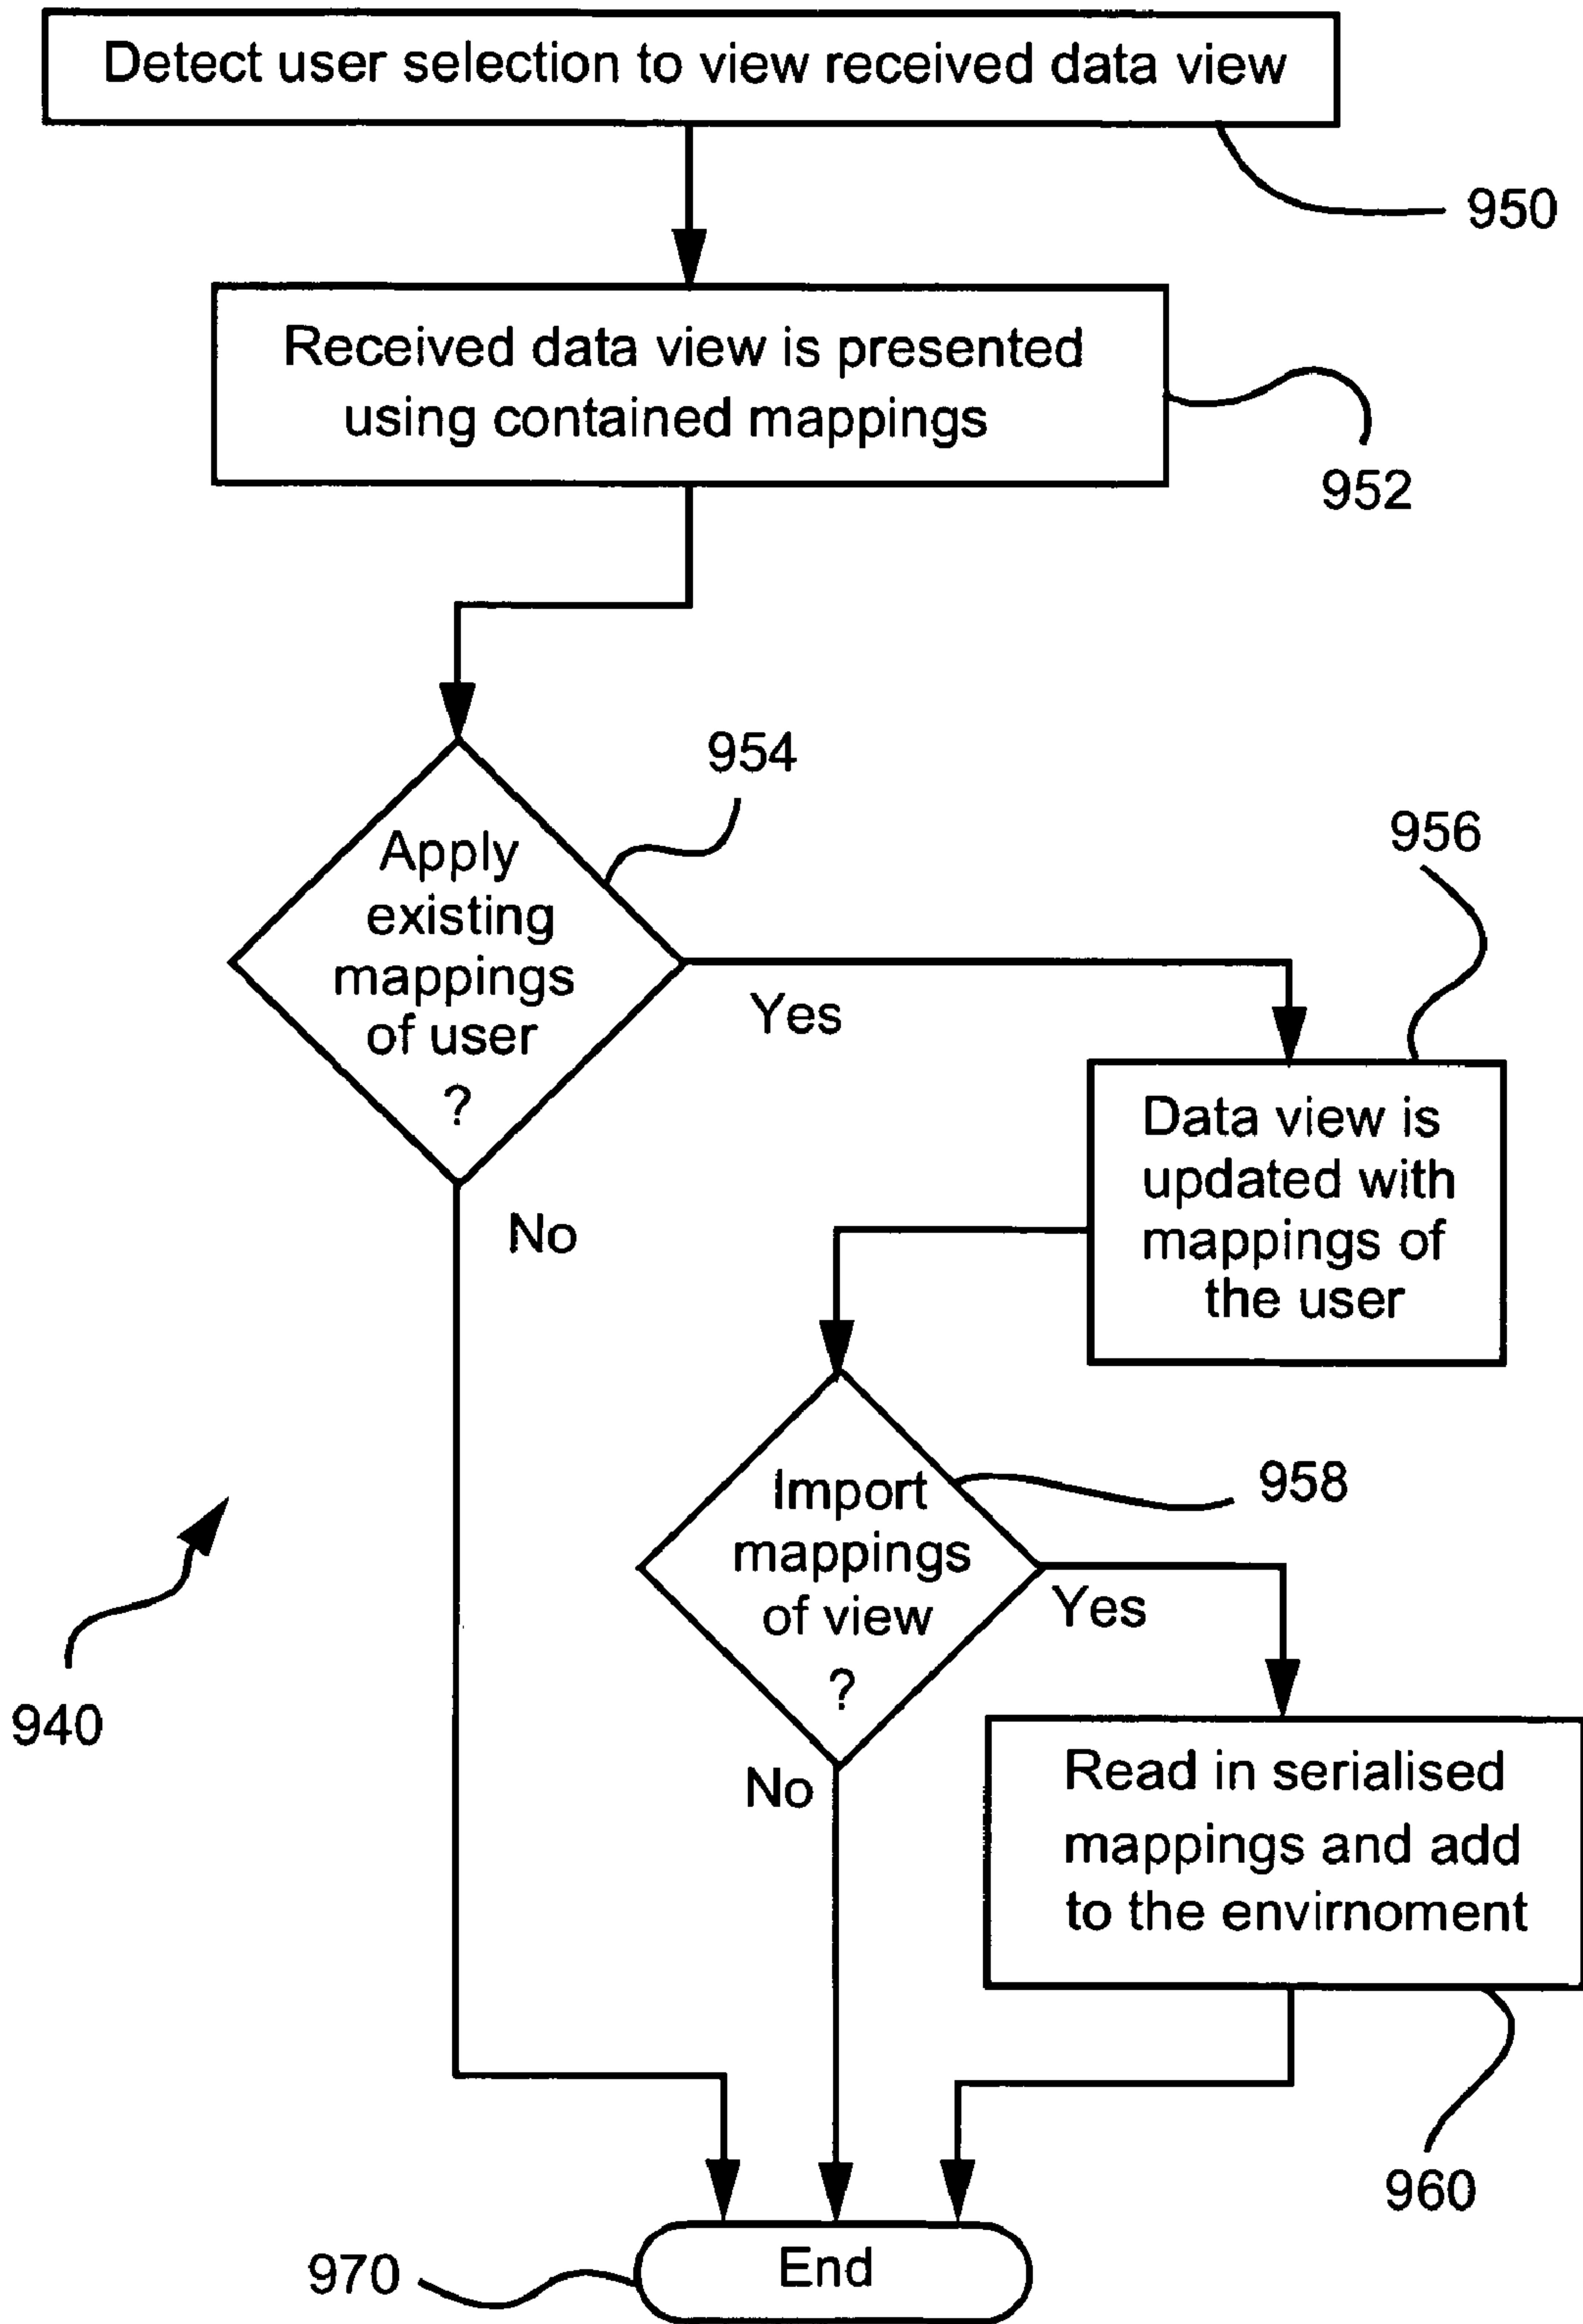 Detect user selection to view received data view
950
Received data view is presented
using contained mappings
952
954
Apply
existing
mappings
of user
?
Yes
No
956
Data view is
updated with
mappings of
the user
958
Import
mappings
of view
?
Yes
No
940
Read in serialised
mappings and add
to the envirnoment
960
970
End